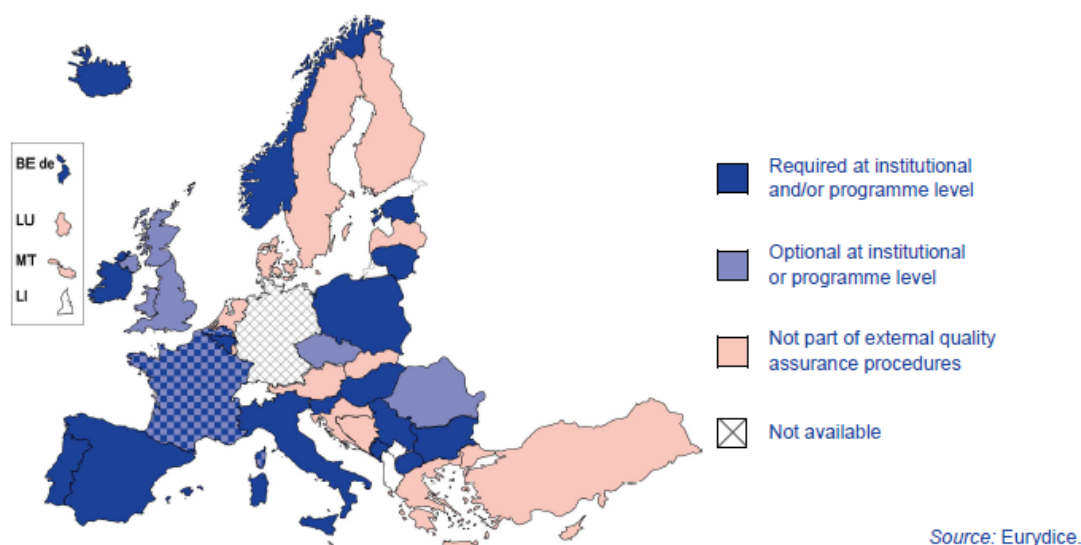 BE de
LU
MT
LI
Required at institutional
and/or programme level
Optional at institutional
or programme level
Not part of external quality
assurance procedures
Not available
Source: Eurydice.